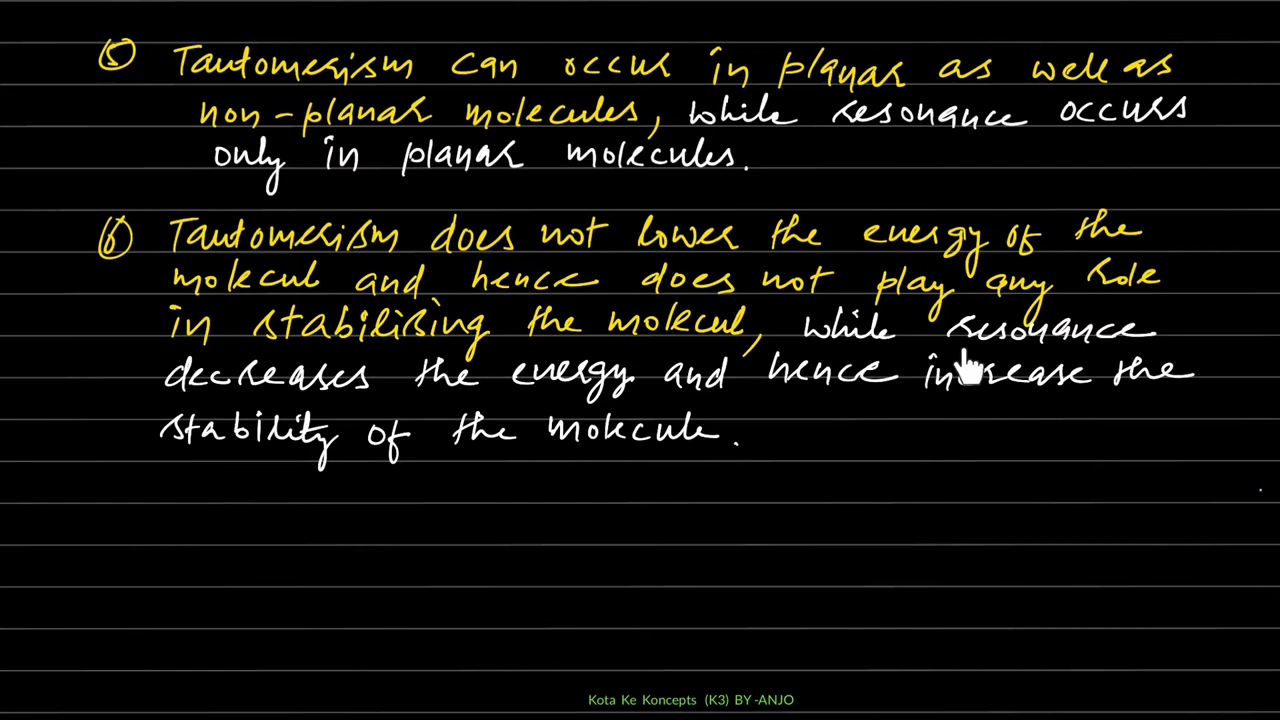 ⑤ Tautomerism can occur in planar as well as
non-planar molecules, while resonance occurs
only in planar molecules.
⑥ Tautomerism does not lower the energy of the
molecul and hence does not play any role
in stabilising the molecul, while resonance
decreases the energy and hence increase the
stability of the molecule.
Kota Ke Koncepts (K3) BY -ANJO